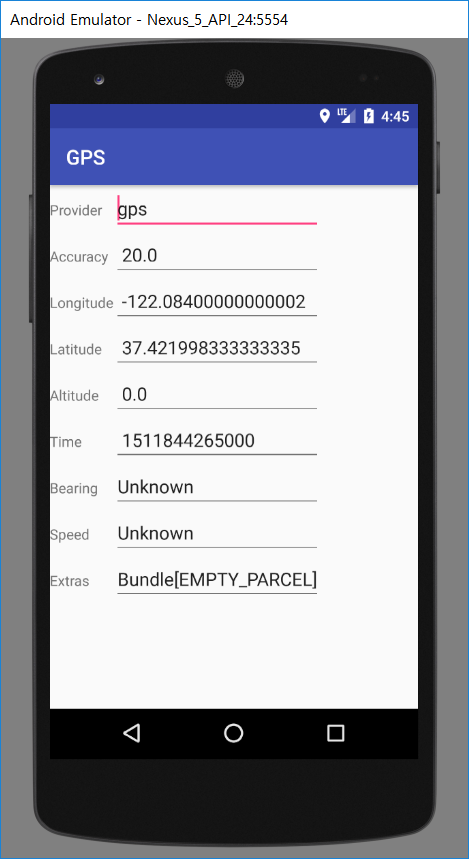 Android Emulator - Nexus_5_API_24:5554
LTE 4:45
GPS
Provider gps
Accuracy 20.0
Longitude -122.08400000000002
Latitude 37.421998333333335
Altitude 0.0
Time 1511844265000
Bearing Unknown
Speed Unknown
Extras Bundle[EMPTY_PARCEL]